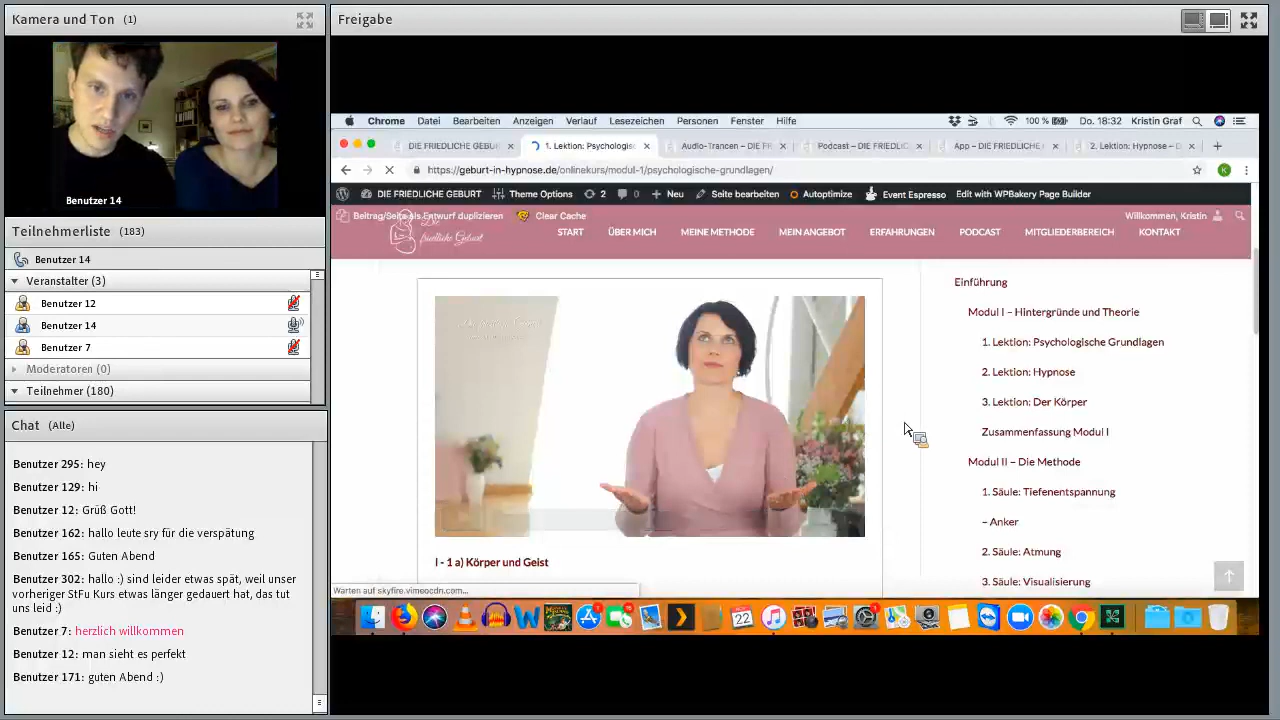 Kamera und Ton (1)
Benutzer 14
Teilnehmerliste (183)
Benutzer 14
Veranstalter (3)
Benutzer 12
Benutzer 14
Benutzer 7
Moderatoren (0)
Teilnehmer (180)
Chat (Alle)
Benutzer 295: hey
Benutzer 129: hi
Benutzer 12: Grüß Gott!
Benutzer 162: hallo leute sry für die verspätung
Benutzer 165: Guten Abend
Benutzer 302: hallo :) sind leider etwas spät, weil unser
vorheriger StFu Kurs etwas länger gedauert hat, das tut
uns leid :)
Benutzer 7: herzlich willkommen
Benutzer 12: man sieht es perfekt
Benutzer 171: guten Abend :)
Freigabe
Chrome Datei Bearbeiten Anzeigen Verlauf Lesezeichen Personen Fenster Hilfe 100 % Do. 18:32 Kristin Graf
DIE FRIEDLICHE GEBUR 1. Lektion: Psychologisc Audio-Trancen – DIE FR Podcast – DIE FRIEDLIC App – DIE FRIEDLICHE 2. Lektion: Hypnose – D
https://geburt-in-hypnose.de/onlinekurs/modul-1/psychologische-grundlagen/ K
DIE FRIEDLICHE GEBURT Theme Options 2 0 + Neu Seite bearbeiten Autoptimize Event Espresso Edit with WPBakery Page Builder
Beitrag/Seite als Entwurf duplizieren Clear Cache Willkommen, Kristin
Die
friedliche Geburt
START ÜBER MICH MEINE METHODE MEIN ANGEBOT ERFAHRUNGEN PODCAST MITGLIEDERBEREICH KONTAKT
I - 1 a) Körper und Geist
Einführung
Modul I – Hintergründe und Theorie
1. Lektion: Psychologische Grundlagen
2. Lektion: Hypnose
3. Lektion: Der Körper
Zusammenfassung Modul I
Modul II – Die Methode
1. Säule: Tiefenentspannung
– Anker
2. Säule: Atmung
3. Säule: Visualisierung
Warten auf skyfire.vimeocdn.com...
22